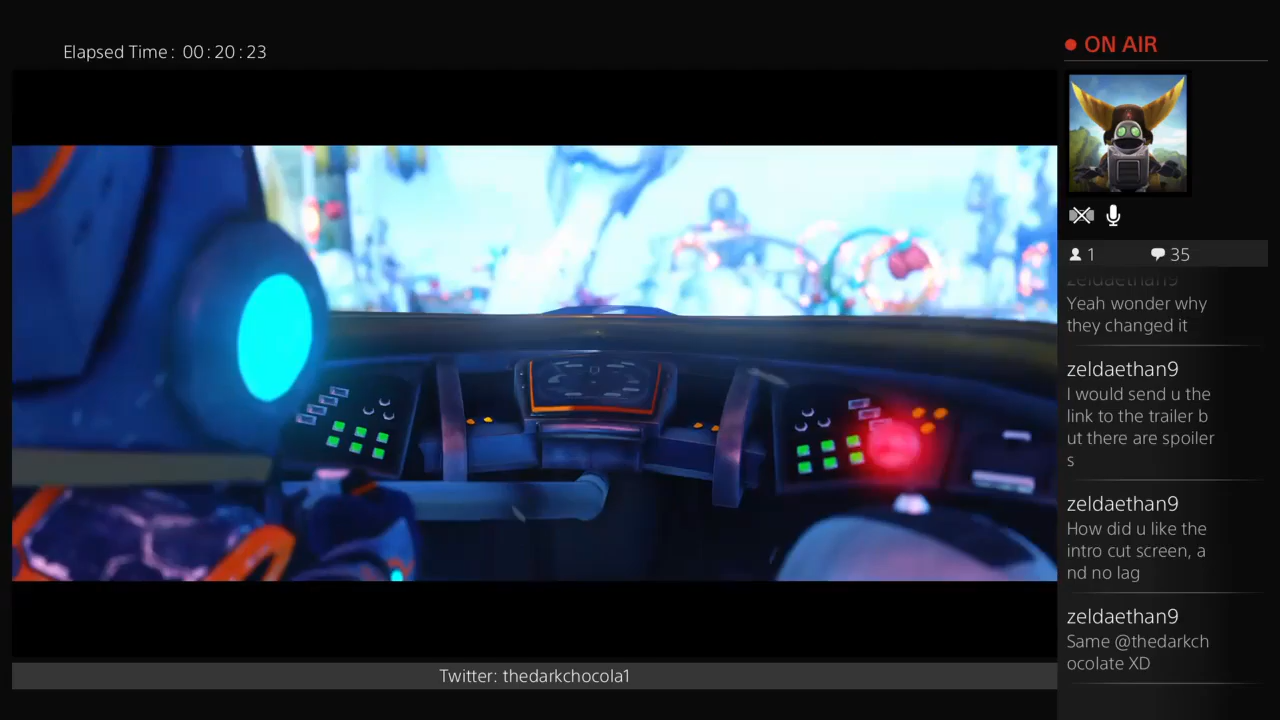 Elapsed Time: 00:20:23
ON AIR
1
35
zeldaethan9
Yeah wonder why
they changed it
zeldaethan9
I would send u the
link to the trailer b
ut there are spoiler
s
zeldaethan9
How did u like the
intro cut screen, a
nd no lag
zeldaethan9
Same @thedarkch
ocolate XD
Twitter: thedarkchocola1